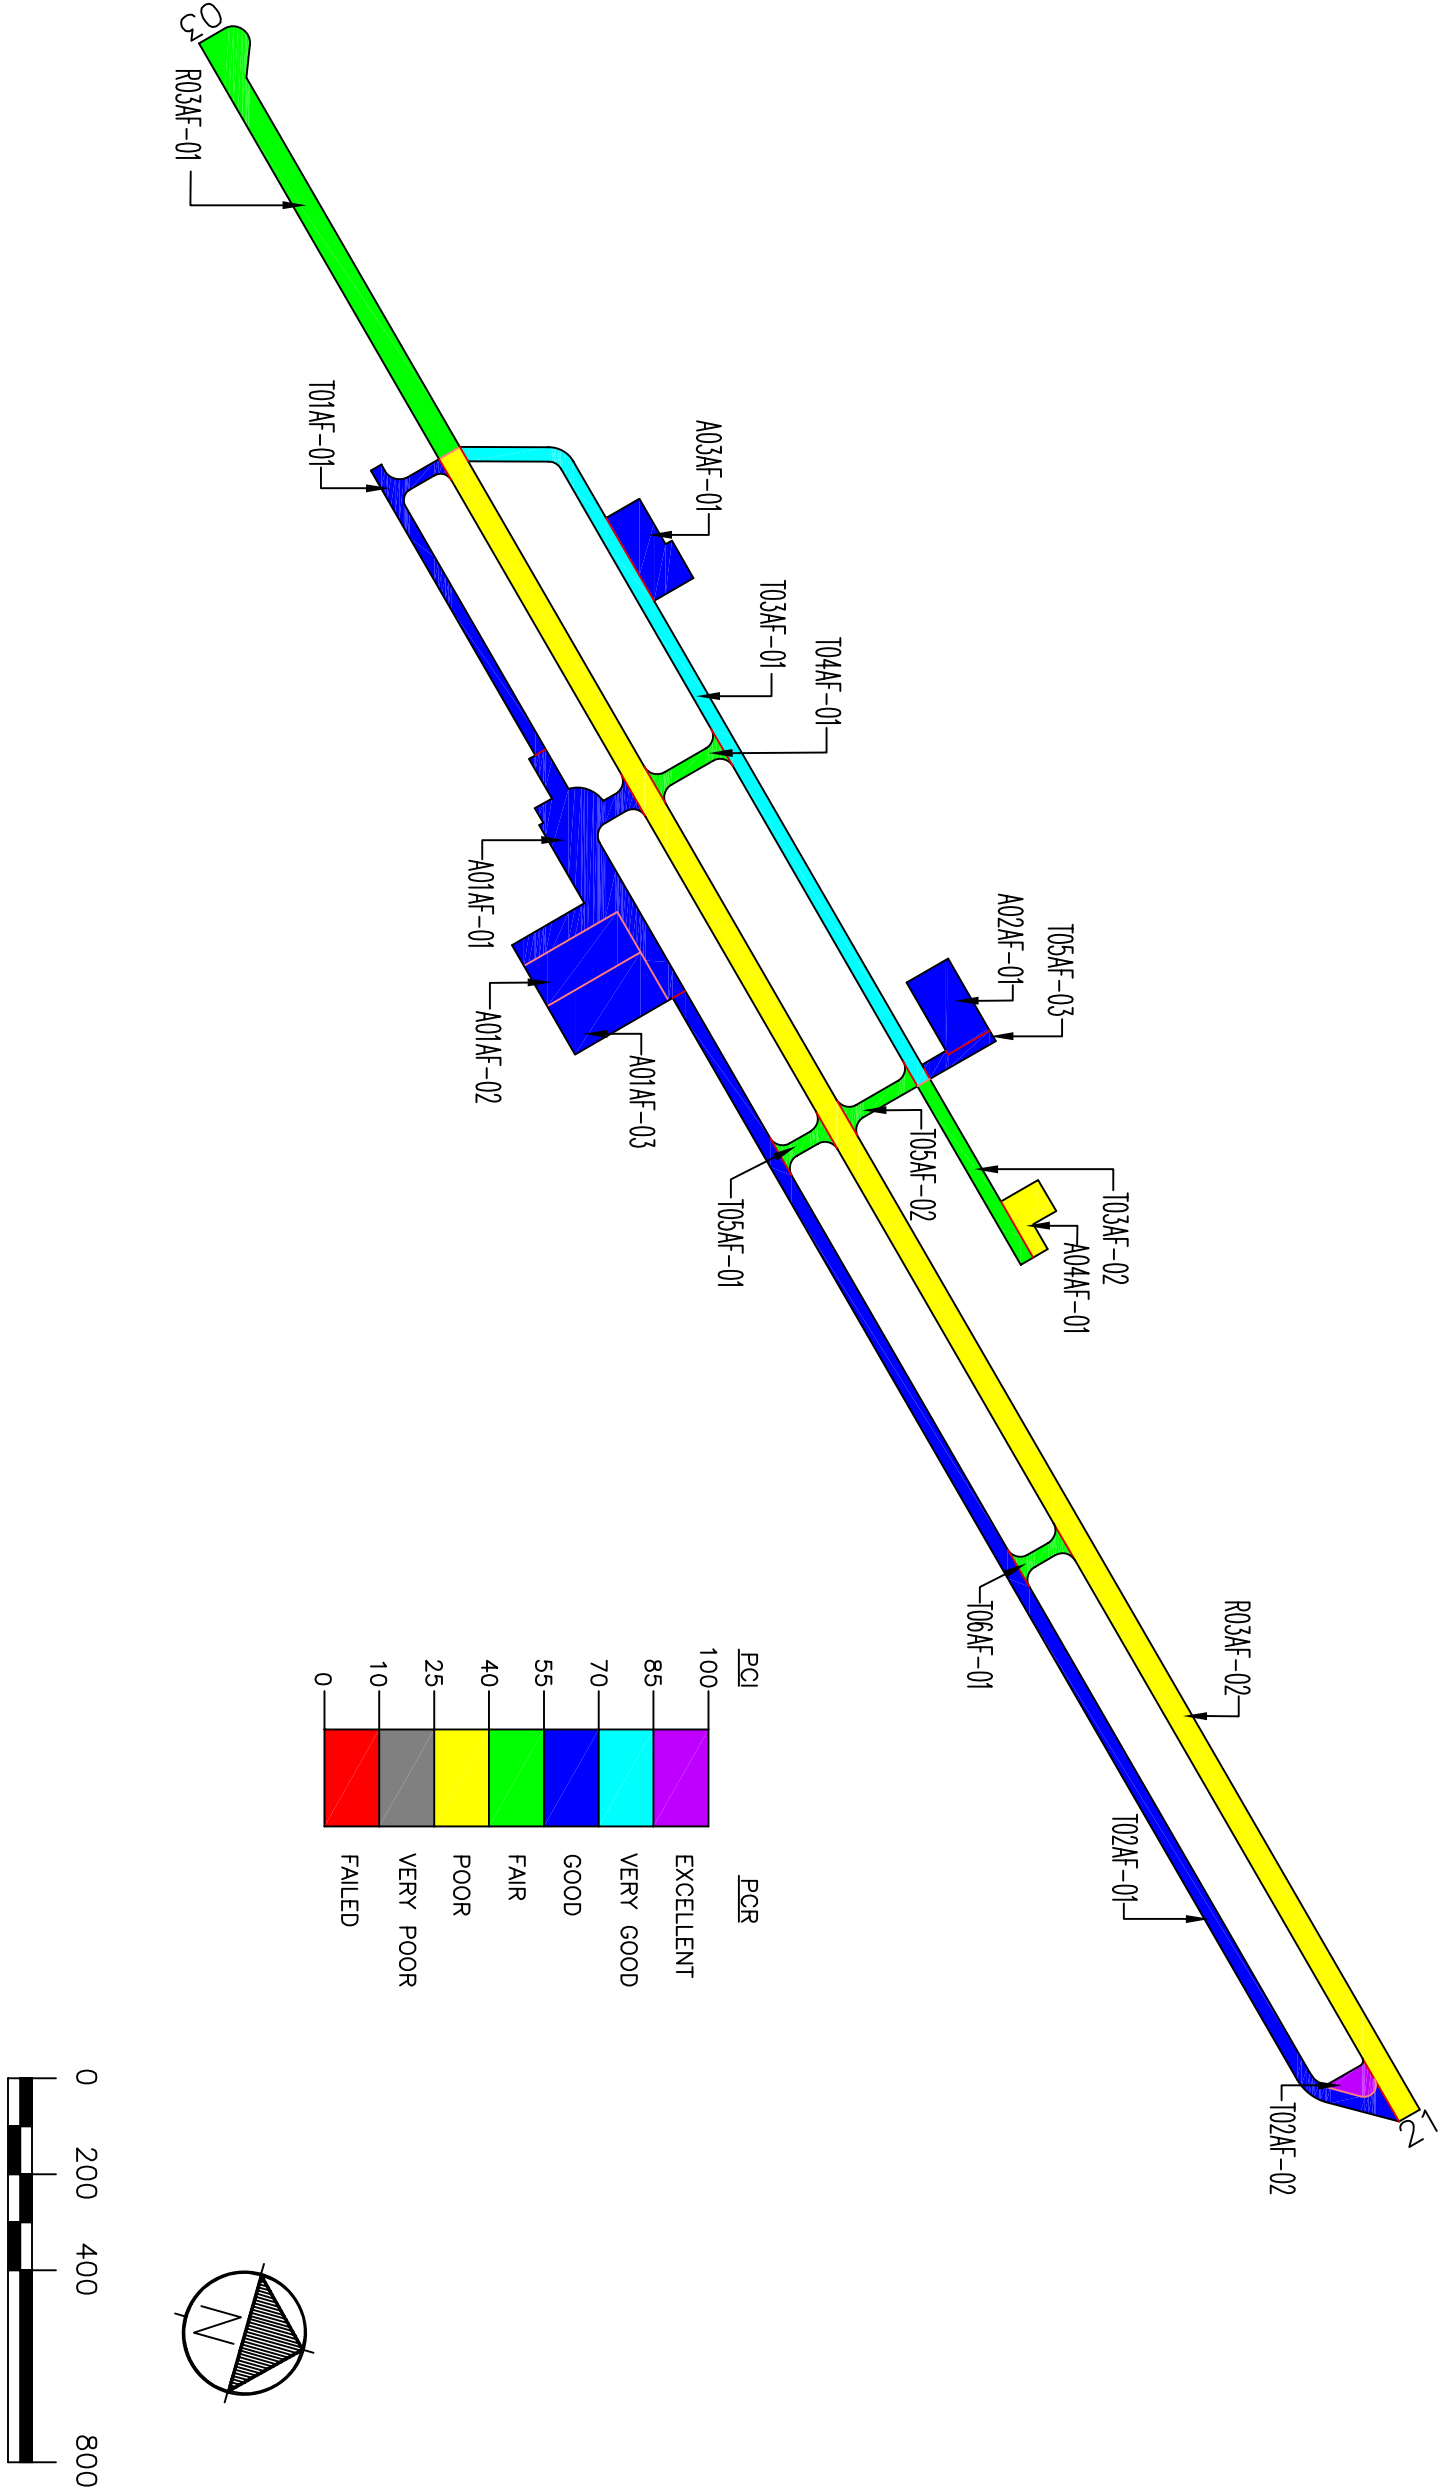 03
R03AF-01
T01AF-01
A03AF-01
T03AF-01
T04AF-01
A01AF-01
A01AF-02
A01AF-03
A02AF-01
T05AF-03
T05AF-02
T05AF-01
T03AF-02
A04AF-01
T06AF-01
R03AF-02
T02AF-01
T02AF-02
21
PCI PCR
100
EXCELLENT
85
VERY GOOD
70
GOOD
55
FAIR
40
POOR
25
VERY POOR
10
FAILED
0
N
0 200 400 800